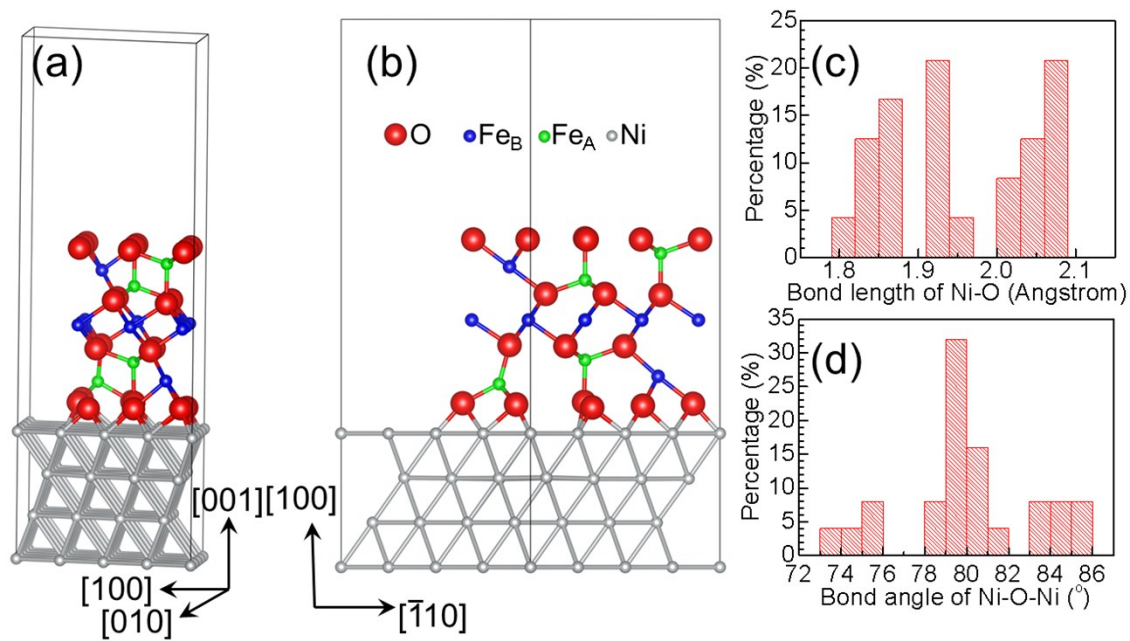 (a)
(b)
O FeB FeA Ni
[001]
[100]
[010]
[100]
[1̄10]
(c)
Percentage (%)
25
20
15
10
5
0
1.8 1.9 2.0 2.1
Bond length of Ni-O (Angstrom)
(d)
Percentage (%)
35
30
25
20
15
10
5
0
72 74 76 78 80 82 84 86
Bond angle of Ni-O-Ni (°)